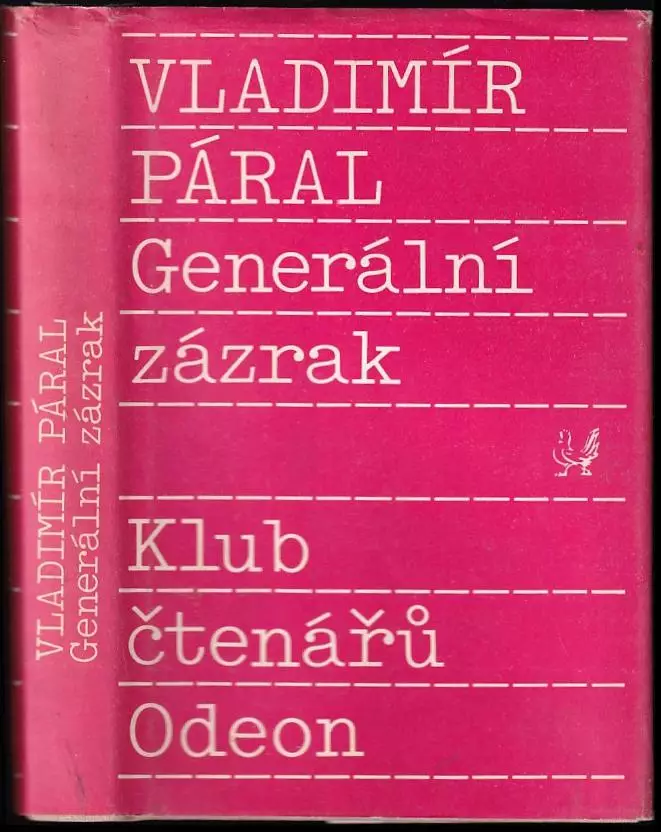 VLADIMÍR
PÁRAL
Generální
zázrak
Klub
čtenářů
Odeon
VLADIMÍR PÁRAL
Generální zázrak